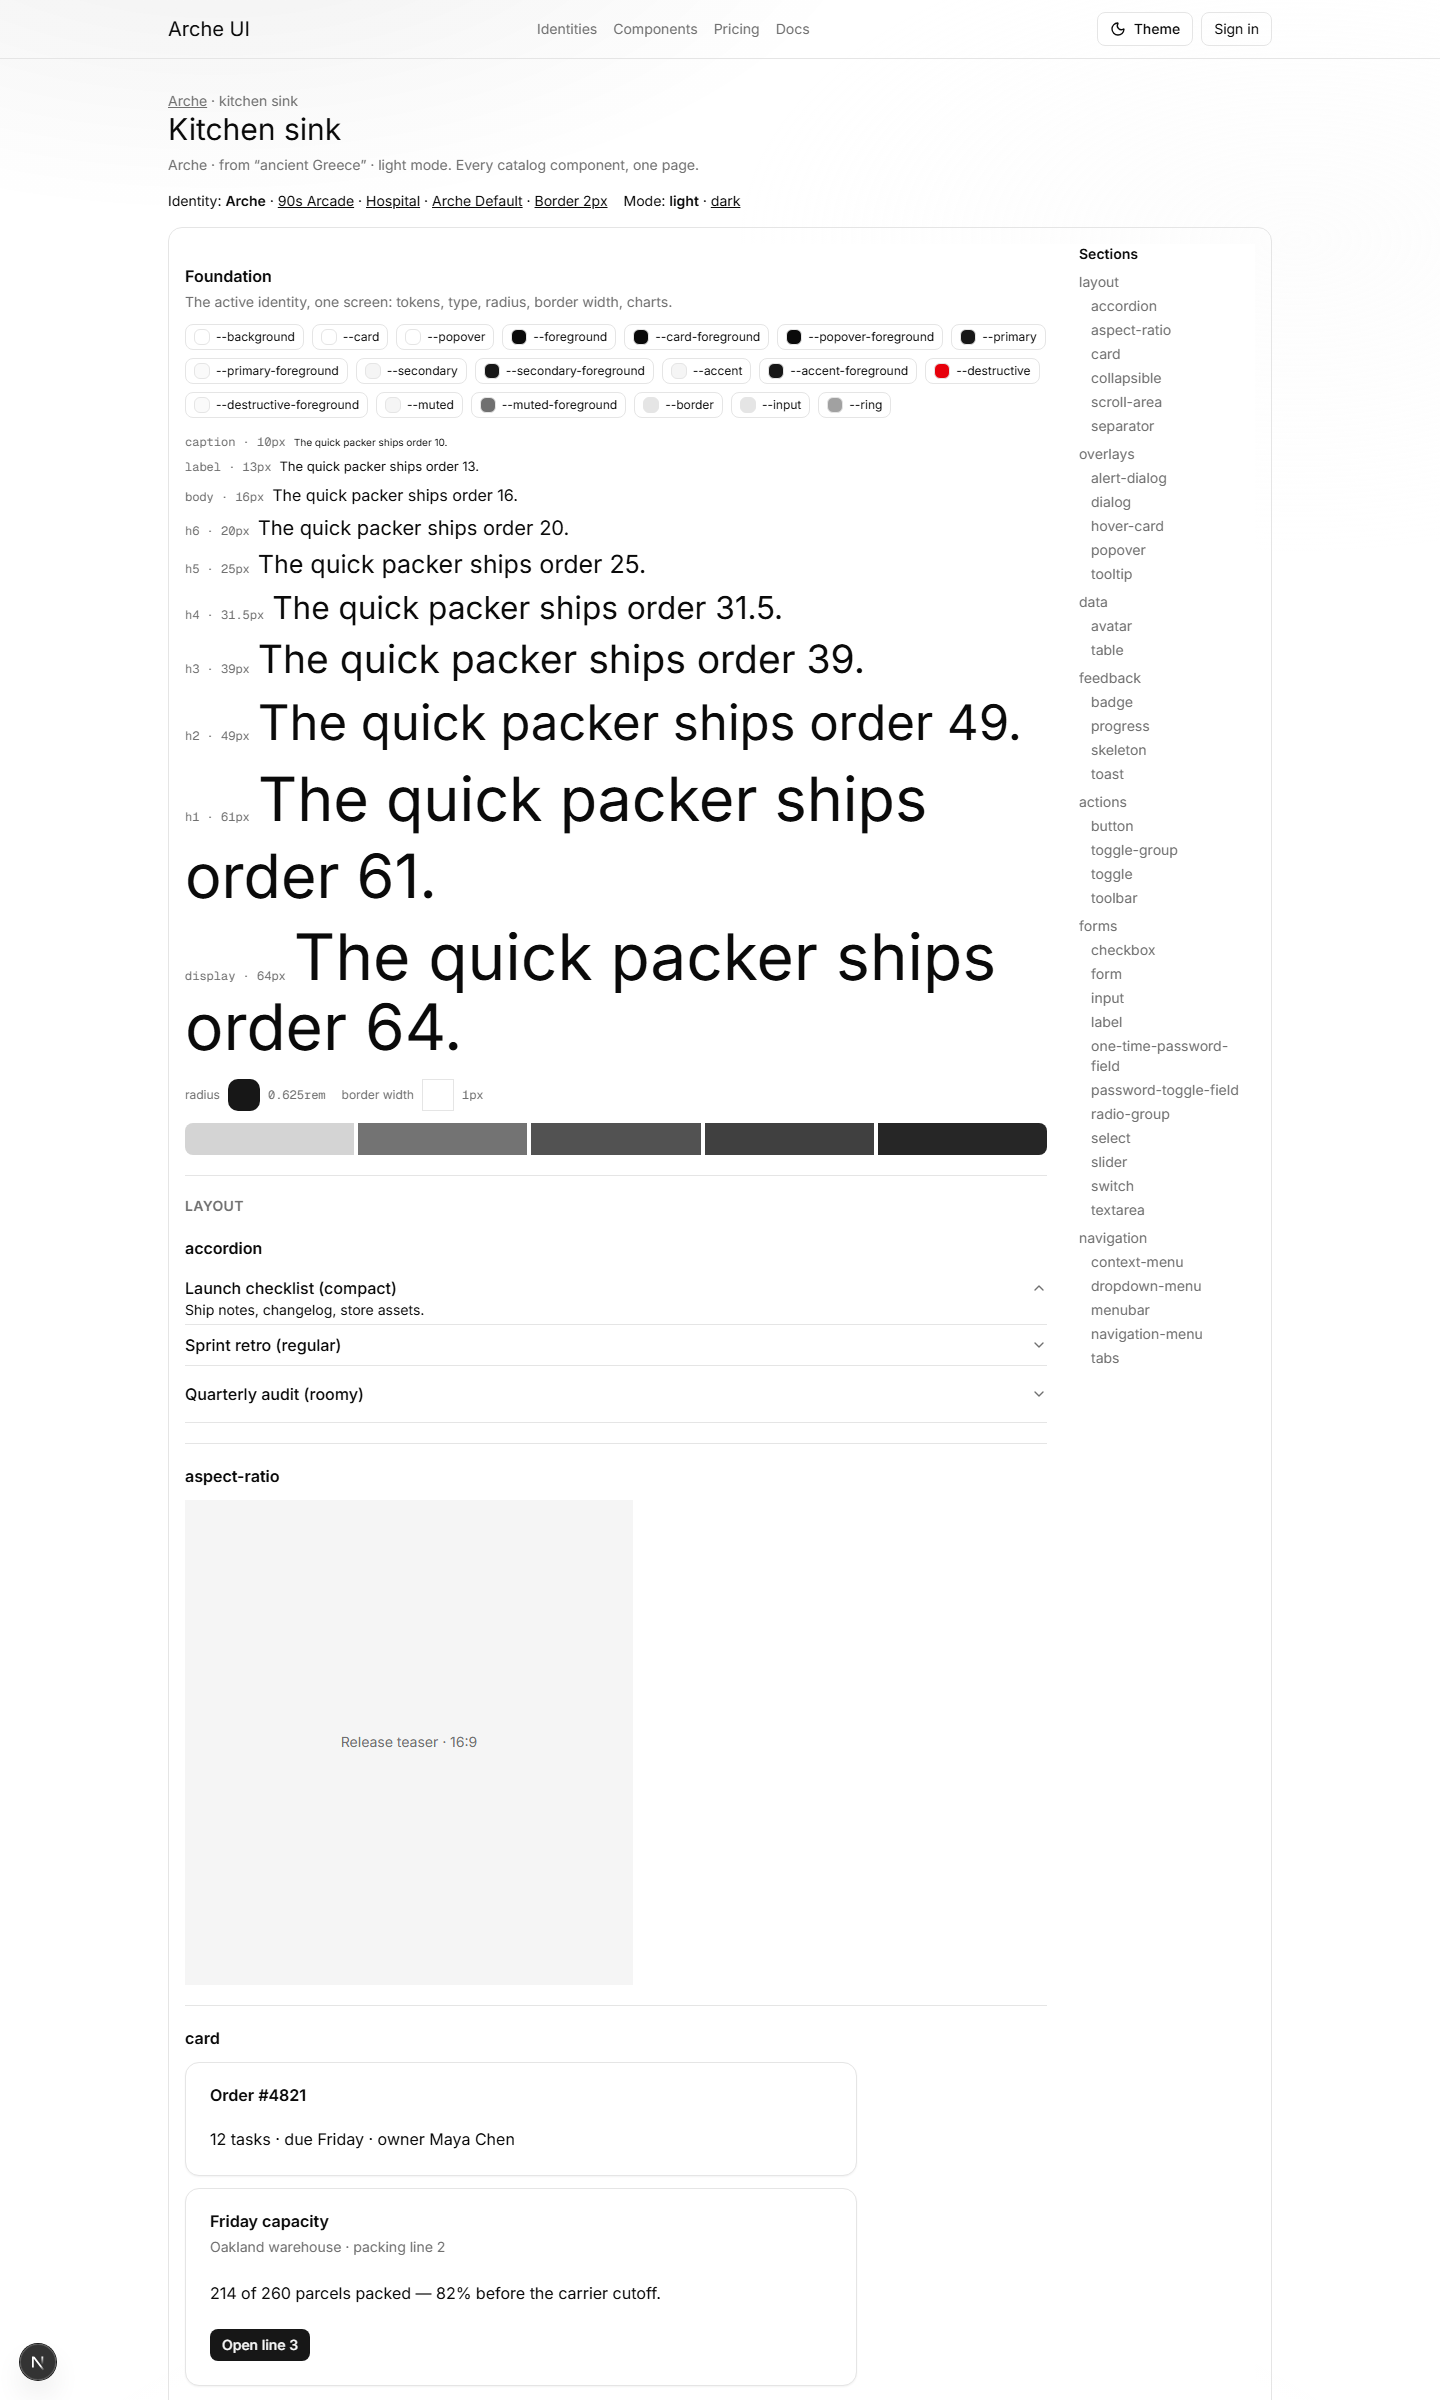 Arche UI
Identities Components Pricing Docs
Theme Sign in
Arche · kitchen sink
Kitchen sink
Arche · from “ancient Greece” · light mode. Every catalog component, one page.
Identity: Arche · 90s Arcade · Hospital · Arche Default · Border 2px Mode: light · dark
Foundation
The active identity, one screen: tokens, type, radius, border width, charts.
--background --card --popover --foreground --card-foreground --popover-foreground --primary
--primary-foreground --secondary --secondary-foreground --accent --accent-foreground --destructive
--destructive-foreground --muted --muted-foreground --border --input --ring
caption · 10px The quick packer ships order 10.
label · 13px The quick packer ships order 13.
body · 16px The quick packer ships order 16.
h6 · 20px The quick packer ships order 20.
h5 · 25px The quick packer ships order 25.
h4 · 31.5px The quick packer ships order 31.5.
h3 · 39px The quick packer ships order 39.
h2 · 49px The quick packer ships order 49.
h1 · 61px The quick packer ships
order 61.
display · 64px The quick packer ships
order 64.
radius 0.625rem border width 1px
LAYOUT
accordion
Launch checklist (compact)
Ship notes, changelog, store assets.
Sprint retro (regular)
Quarterly audit (roomy)
aspect-ratio
Release teaser · 16:9
card
Order #4821
12 tasks · due Friday · owner Maya Chen
Friday capacity
Oakland warehouse · packing line 2
214 of 260 parcels packed — 82% before the carrier cutoff.
Open line 3
N
Sections
layout
accordion
aspect-ratio
card
collapsible
scroll-area
separator
overlays
alert-dialog
dialog
hover-card
popover
tooltip
data
avatar
table
feedback
badge
progress
skeleton
toast
actions
button
toggle-group
toggle
toolbar
forms
checkbox
form
input
label
one-time-password-
field
password-toggle-field
radio-group
select
slider
switch
textarea
navigation
context-menu
dropdown-menu
menubar
navigation-menu
tabs